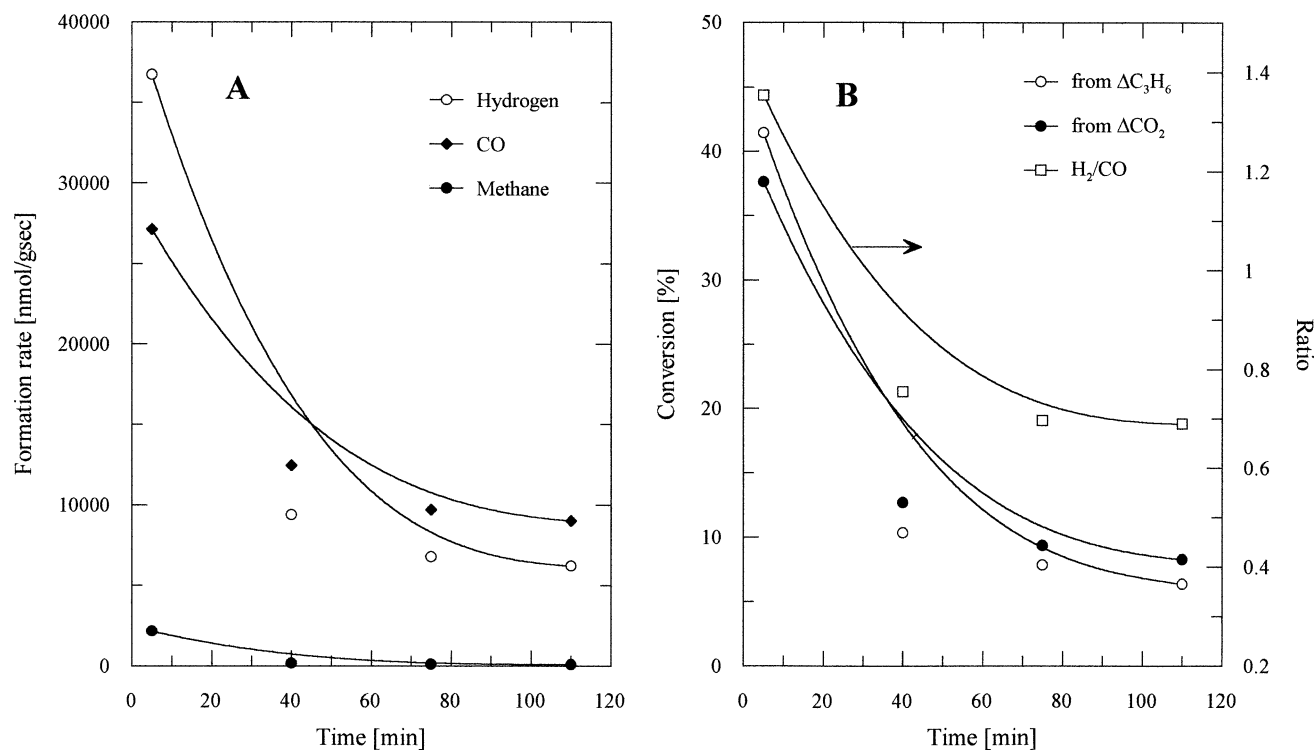 A
Hydrogen
CO
Methane
Formation rate [nmol/gsec]
40000
30000
20000
10000
0
0 20 40 60 80 100 120
Time [min]
B
from ΔC₃H₆
from ΔCO₂
H₂/CO
Conversion [%]
50
40
30
20
10
0
0 20 40 60 80 100 120
Time [min]
1.4
1.2
1
0.8
0.6
0.4
0.2
Ratio